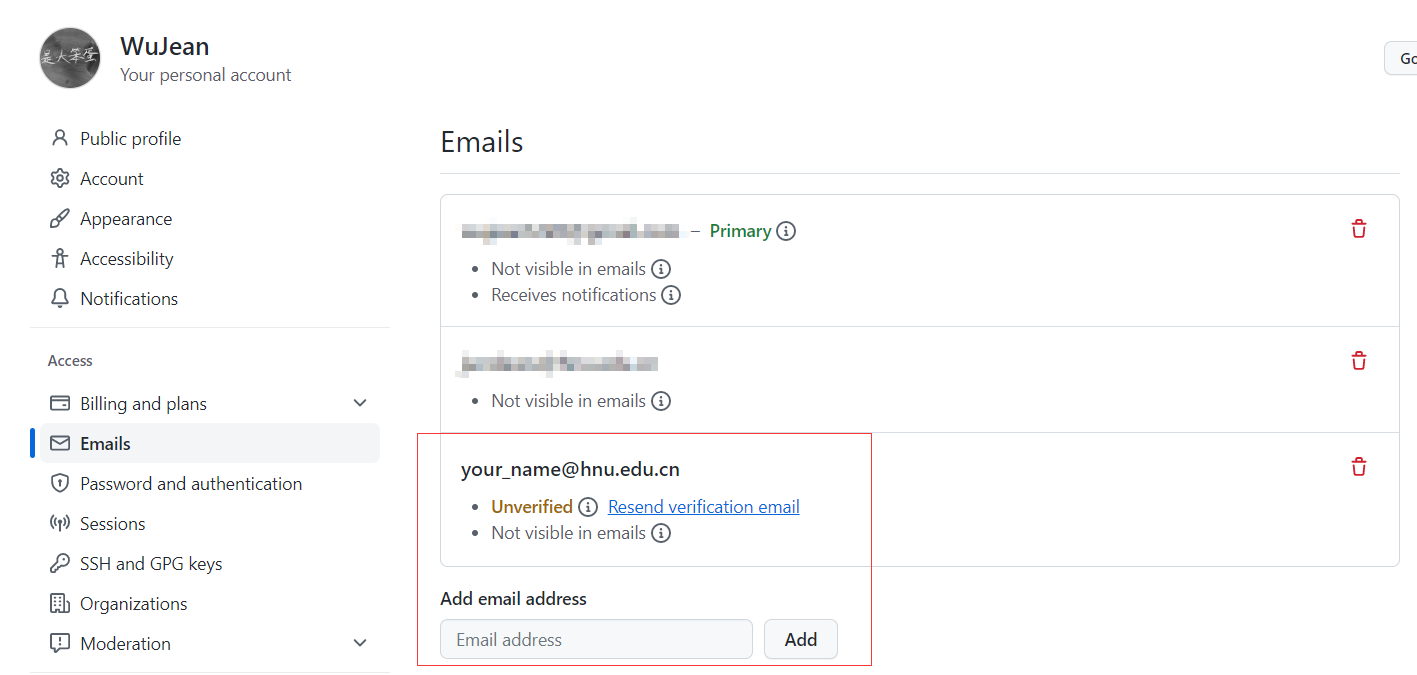 是大笨蛋
WuJean
Your personal account
Go
Public profile
Account
Appearance
Accessibility
Notifications
Access
Billing and plans
Emails
Password and authentication
Sessions
SSH and GPG keys
Organizations
Moderation
Emails
– Primary
Not visible in emails
Receives notifications
Not visible in emails
your_name@hnu.edu.cn
Unverified Resend verification email
Not visible in emails
Add email address
Email address Add